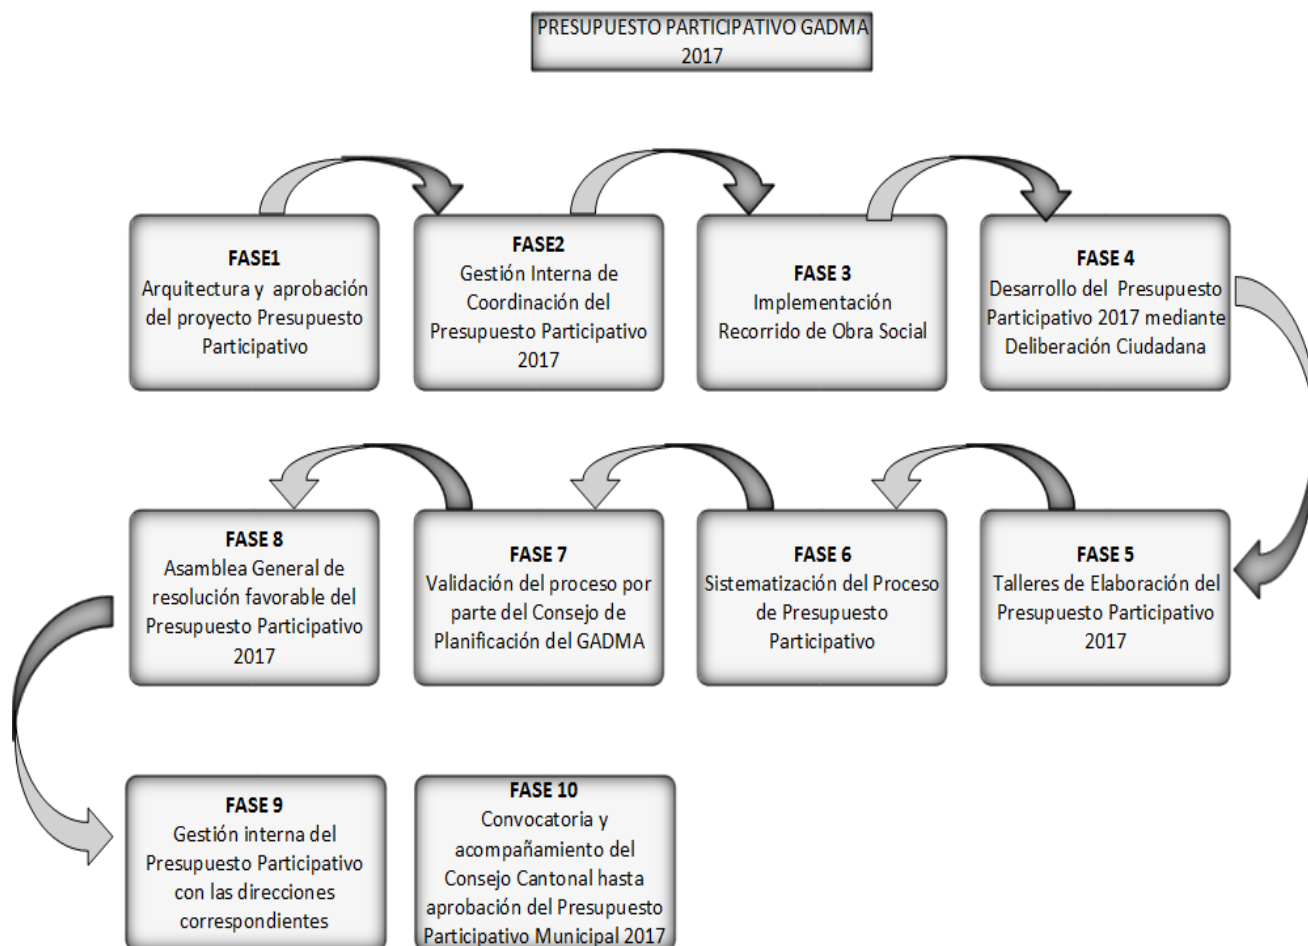 PRESUPUESTO PARTICIPATIVO GADMA
2017
FASE1
Arquitectura y aprobación
del proyecto Presupuesto
Participativo
FASE2
Gestión Interna de
Coordinación del
Presupuesto Participativo
2017
FASE 3
Implementación
Recorrido de Obra Social
FASE 4
Desarrollo del Presupuesto
Participativo 2017 mediante
Deliberación Ciudadana
FASE 5
Talleres de Elaboración del
Presupuesto Participativo
2017
FASE 6
Sistematización del Proceso
de Presupuesto
Participativo
FASE 7
Validación del proceso por
parte del Consejo de
Planificación del GADMA
FASE 8
Asamblea General de
resolución favorable del
Presupuesto Participativo
2017
FASE 9
Gestión interna del
Presupuesto Participativo
con las direcciones
correspondientes
FASE 10
Convocatoria y
acompañamiento del
Consejo Cantonal hasta
aprobación del Presupuesto
Participativo Municipal 2017